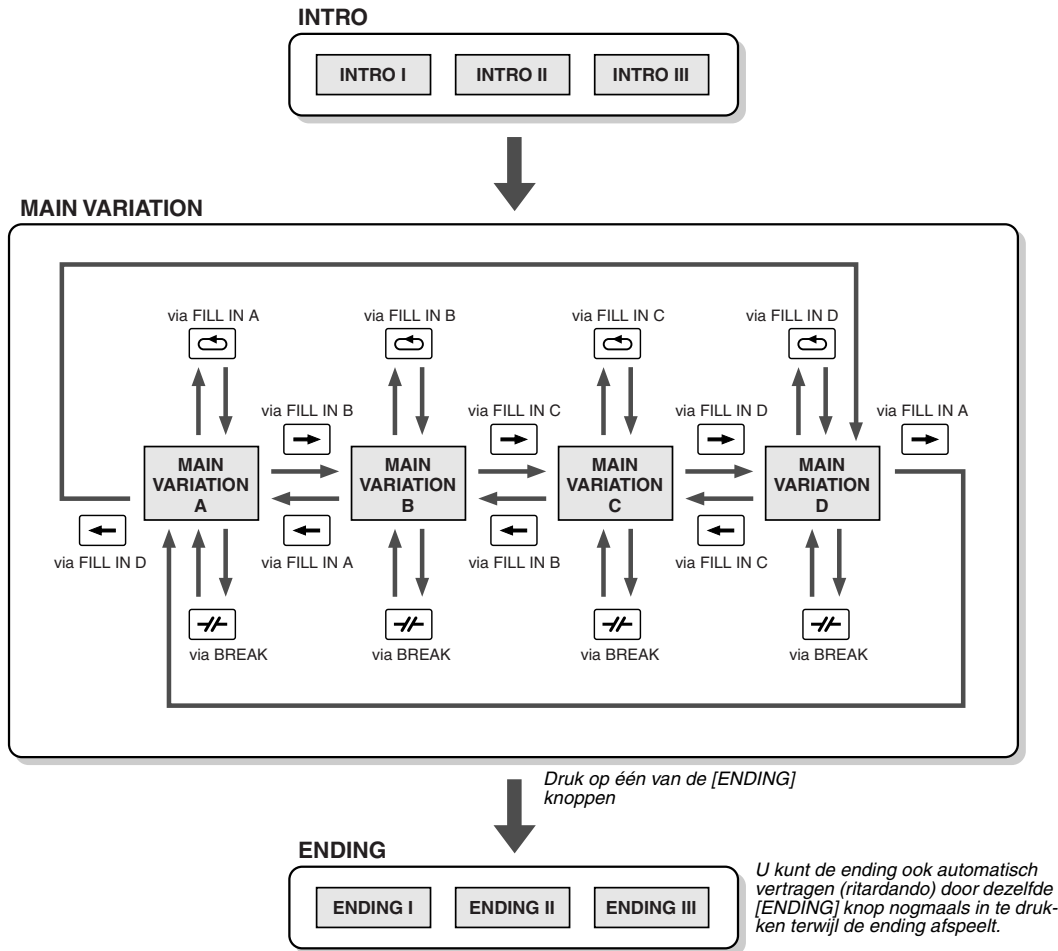 INTRO
INTRO I
INTRO II
INTRO III
MAIN VARIATION
via FILL IN A
via FILL IN B
via FILL IN C
via FILL IN D
via FILL IN B
via FILL IN C
via FILL IN D
via FILL IN A
MAIN
VARIATION
A
MAIN
VARIATION
B
MAIN
VARIATION
C
MAIN
VARIATION
D
via FILL IN D
via FILL IN A
via FILL IN B
via FILL IN C
via BREAK
via BREAK
via BREAK
via BREAK
Druk op één van de [ENDING]
knoppen
ENDING
ENDING I
ENDING II
ENDING III
U kunt de ending ook automatisch
vertragen (ritardando) door dezelfde
[ENDING] knop nogmaals in te druk-
ken terwijl de ending afspeelt.